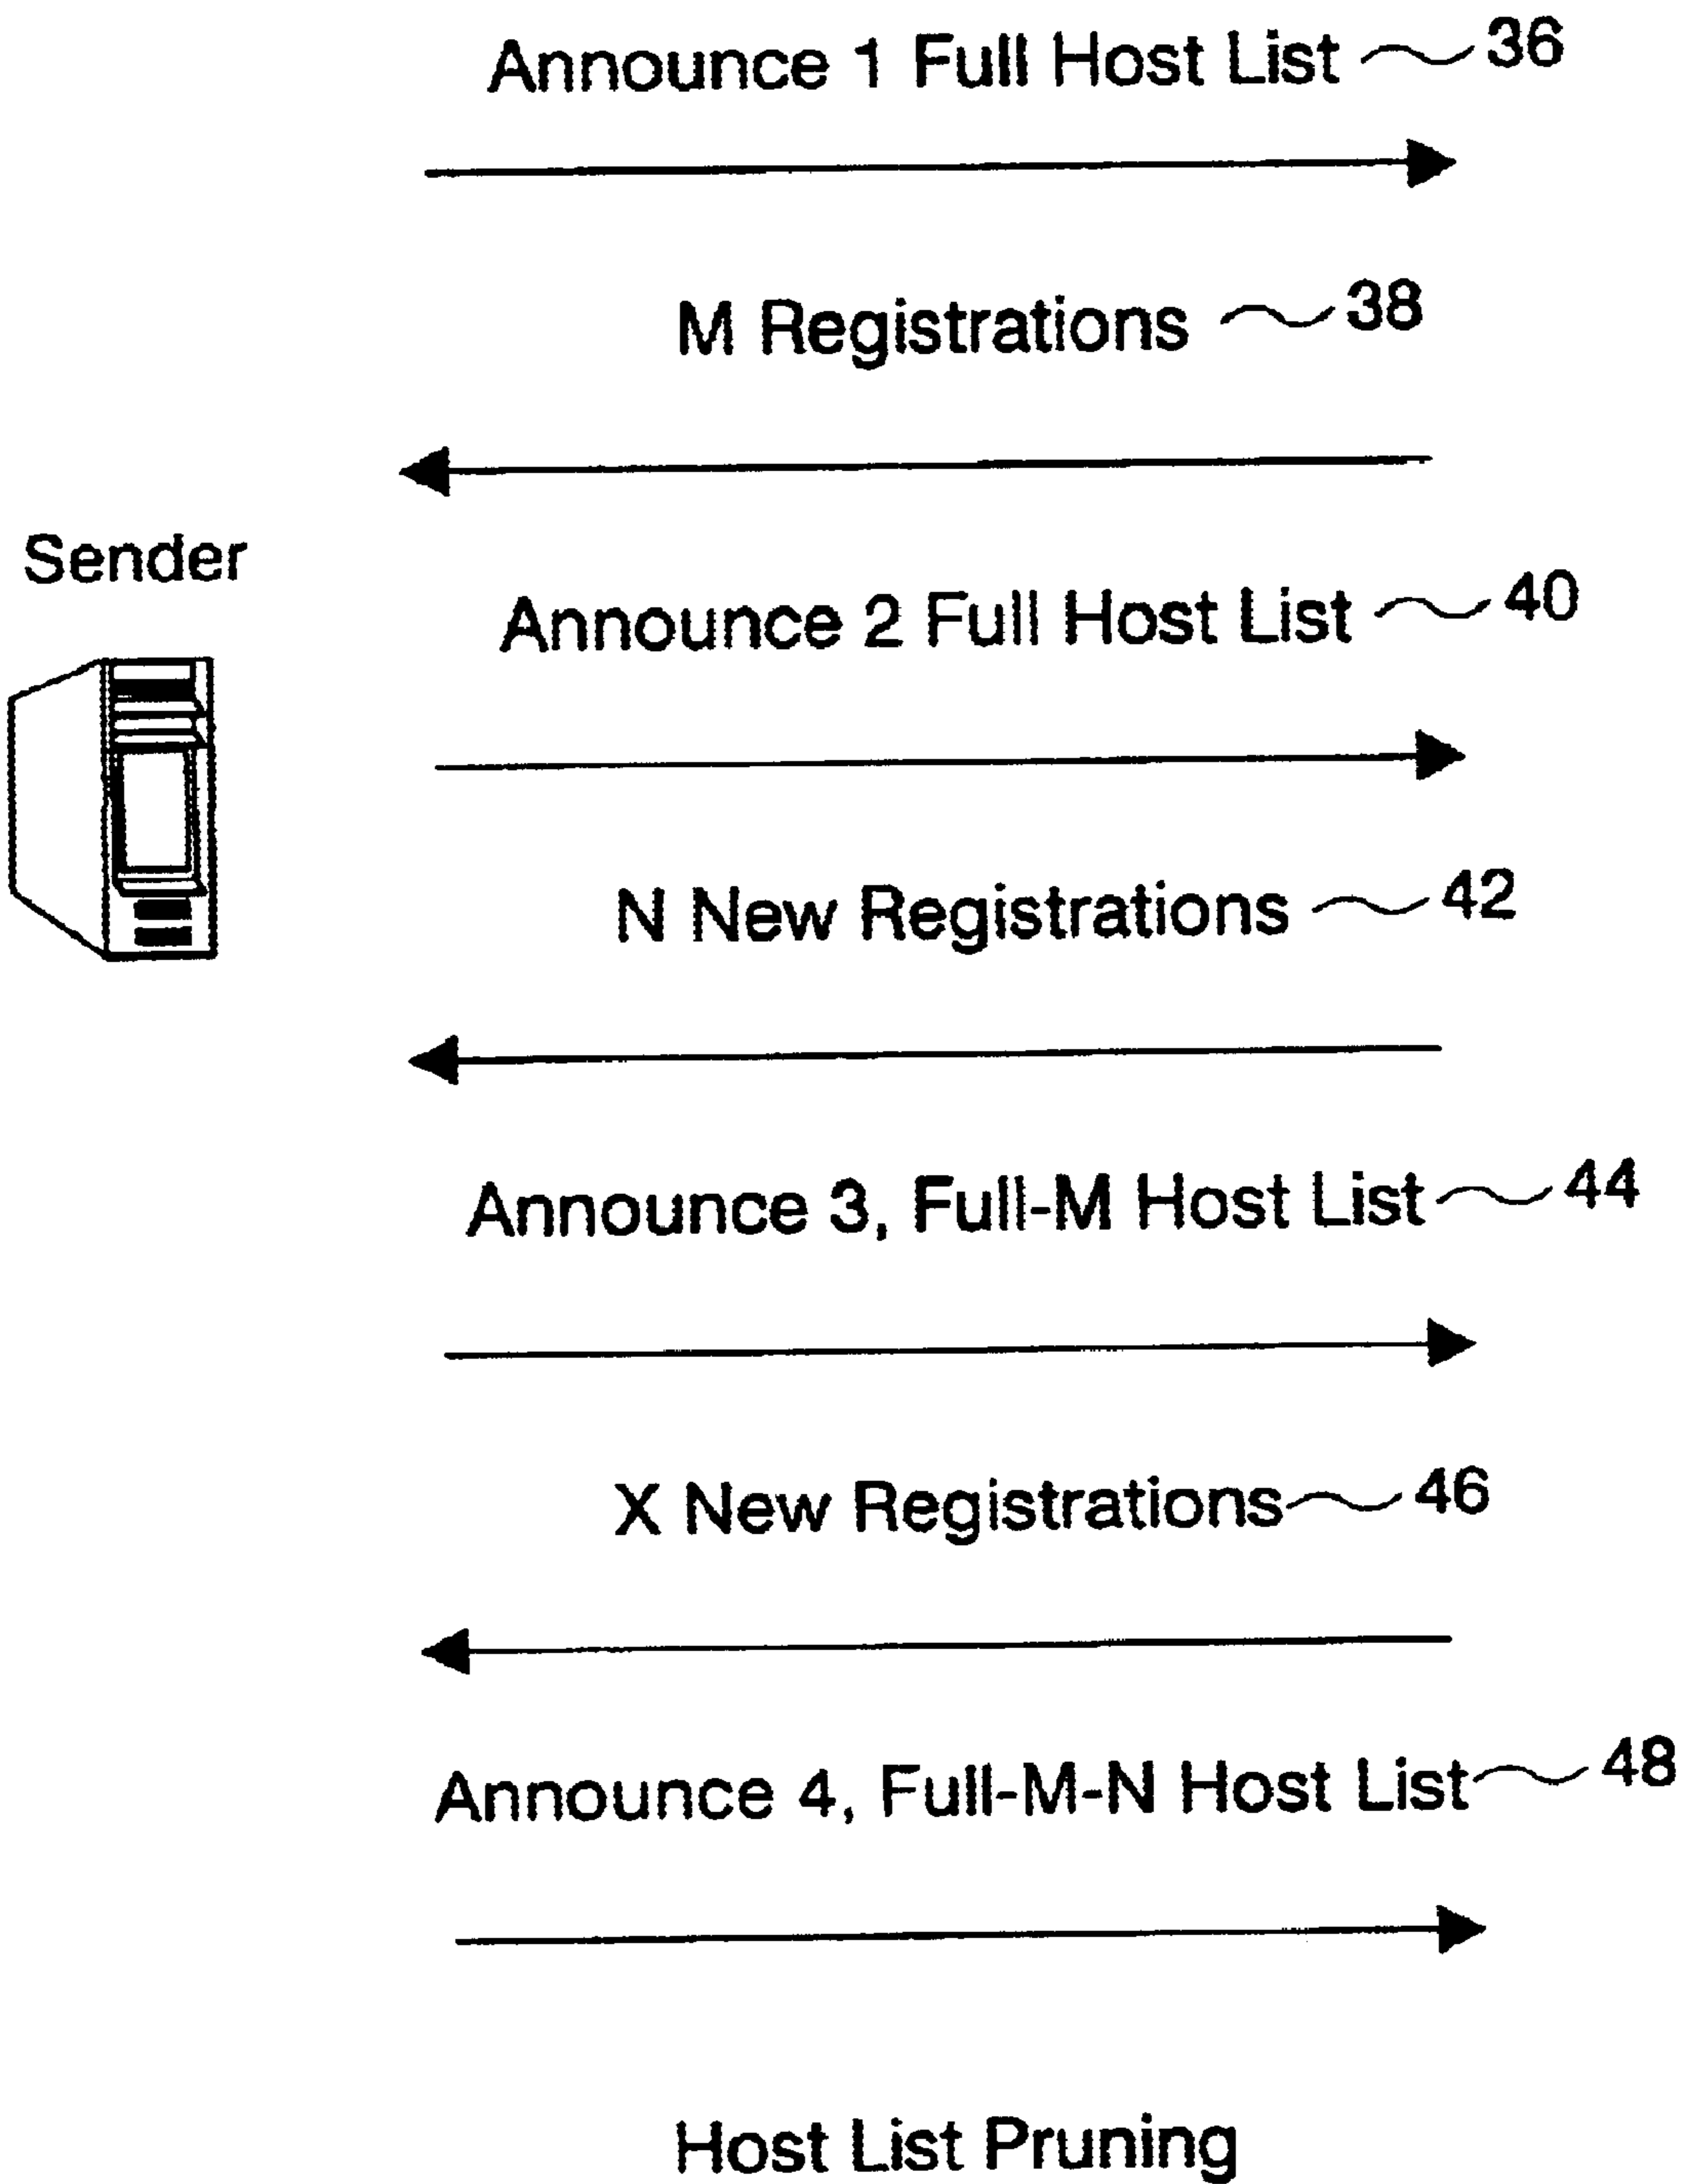 Announce 1 Full Host List 36
M Registrations 38
Sender
Announce 2 Full Host List 40
N New Registrations 42
Announce 3, Full-M Host List 44
X New Registrations 46
Announce 4, Full-M-N Host List 48
Host List Pruning